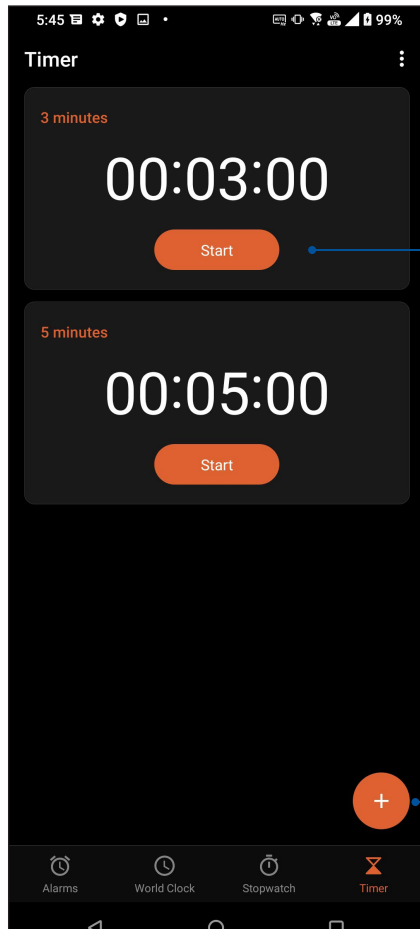 5:45 99%
Timer
3 minutes
00:03:00
Start
5 minutes
00:05:00
Start
+
Alarms World Clock Stopwatch Timer